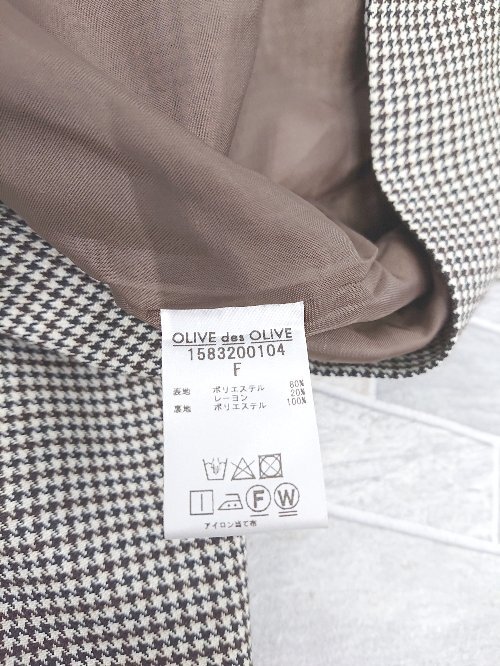 OLIVE des OLIVE
1583200104
F
表地 ポリエステル 80%
レーヨン 20%
裏地 ポリエステル 100%
F W
アイロン当て布